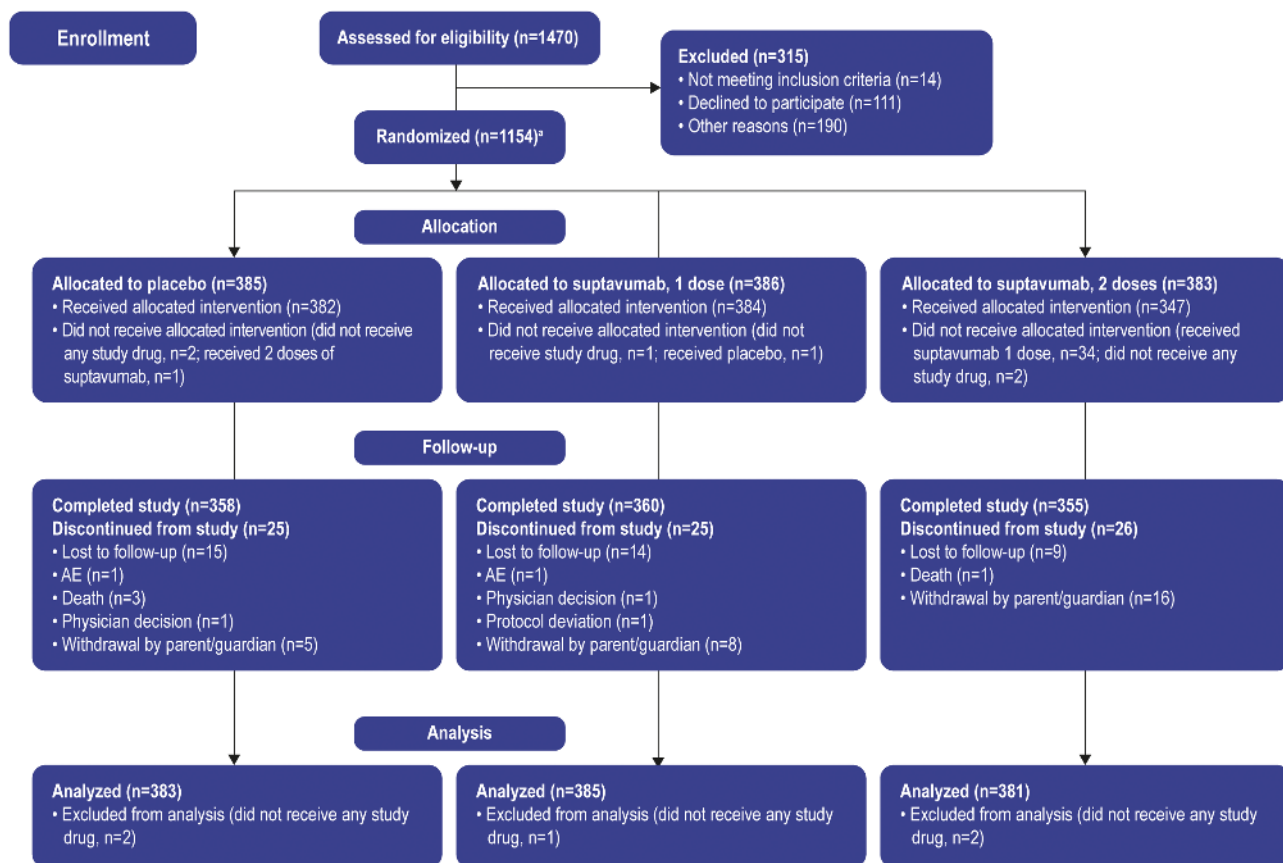 Enrollment
Assessed for eligibility (n=1470)
Excluded (n=315)
• Not meeting inclusion criteria (n=14)
• Declined to participate (n=111)
• Other reasons (n=190)
Randomized (n=1154)ª
Allocation
Allocated to placebo (n=385)
• Received allocated intervention (n=382)
• Did not receive allocated intervention (did not receive
any study drug, n=2; received 2 doses of
suptavumab, n=1)
Allocated to suptavumab, 1 dose (n=386)
• Received allocated intervention (n=384)
• Did not receive allocated intervention (did not
receive study drug, n=1; received placebo, n=1)
Allocated to suptavumab, 2 doses (n=383)
• Received allocated intervention (n=347)
• Did not receive allocated intervention (received
suptavumab 1 dose, n=34; did not receive any
study drug, n=2)
Follow-up
Completed study (n=358)
Discontinued from study (n=25)
• Lost to follow-up (n=15)
• AE (n=1)
• Death (n=3)
• Physician decision (n=1)
• Withdrawal by parent/guardian (n=5)
Completed study (n=360)
Discontinued from study (n=25)
• Lost to follow-up (n=14)
• AE (n=1)
• Physician decision (n=1)
• Protocol deviation (n=1)
• Withdrawal by parent/guardian (n=8)
Completed study (n=355)
Discontinued from study (n=26)
• Lost to follow-up (n=9)
• Death (n=1)
• Withdrawal by parent/guardian (n=16)
Analysis
Analyzed (n=383)
• Excluded from analysis (did not receive any study
drug, n=2)
Analyzed (n=385)
• Excluded from analysis (did not receive any study
drug, n=1)
Analyzed (n=381)
• Excluded from analysis (did not receive any study
drug, n=2)